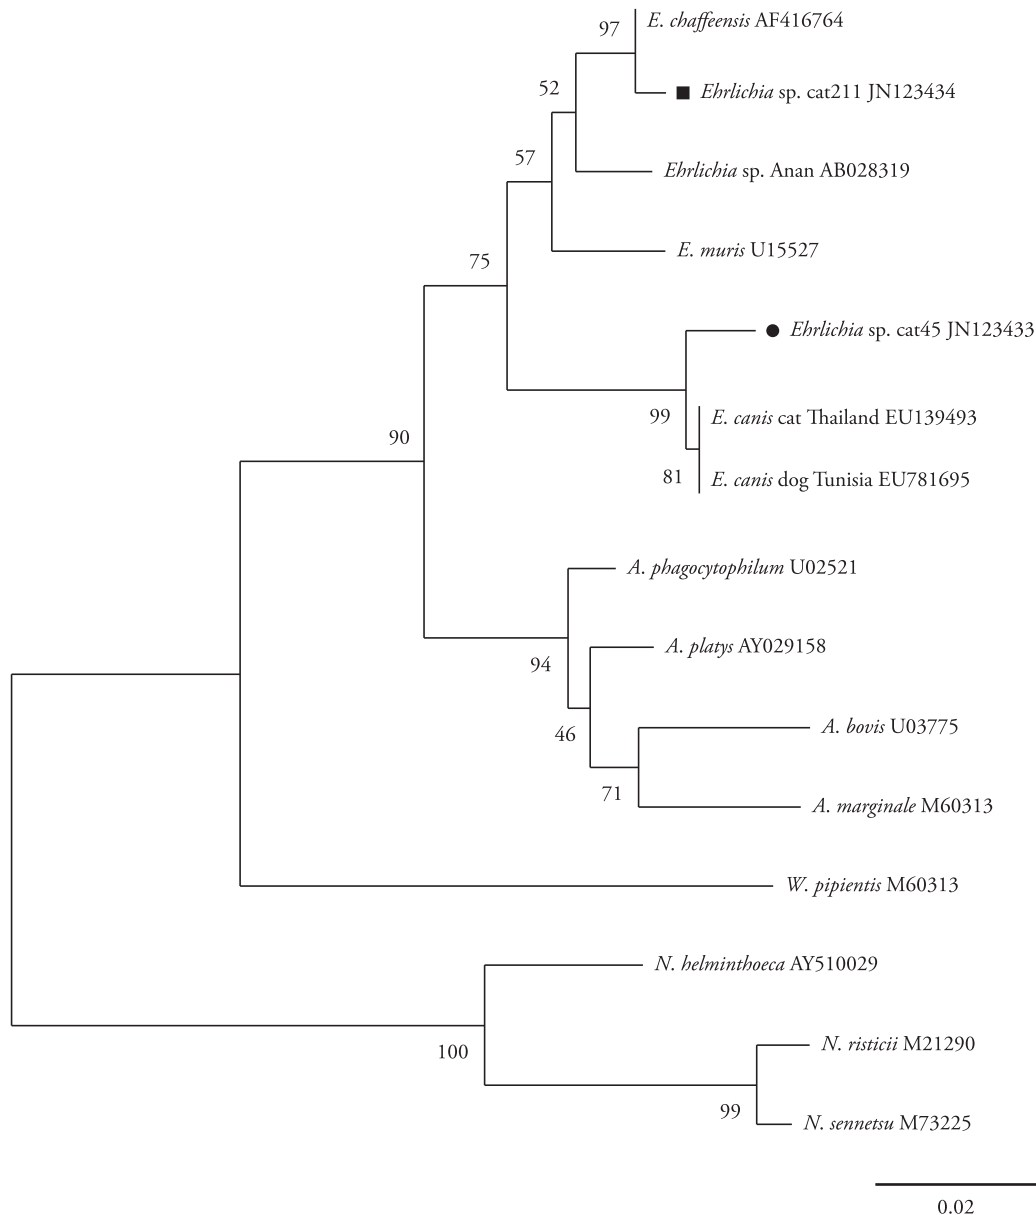 97
E. chaffeensis AF416764
52
Ehrlichia sp. cat211 JN123434
57
Ehrlichia sp. Anan AB028319
75
E. muris U15527
Ehrlichia sp. cat45 JN123433
99
E. canis cat Thailand EU139493
90
81
E. canis dog Tunisia EU781695
A. phagocytophilum U02521
94
A. platys AY029158
46
A. bovis U03775
71
A. marginale M60313
W. pipientis M60313
N. helminthoeca AY510029
100
N. risticii M21290
99
N. sennetsu M73225
0.02